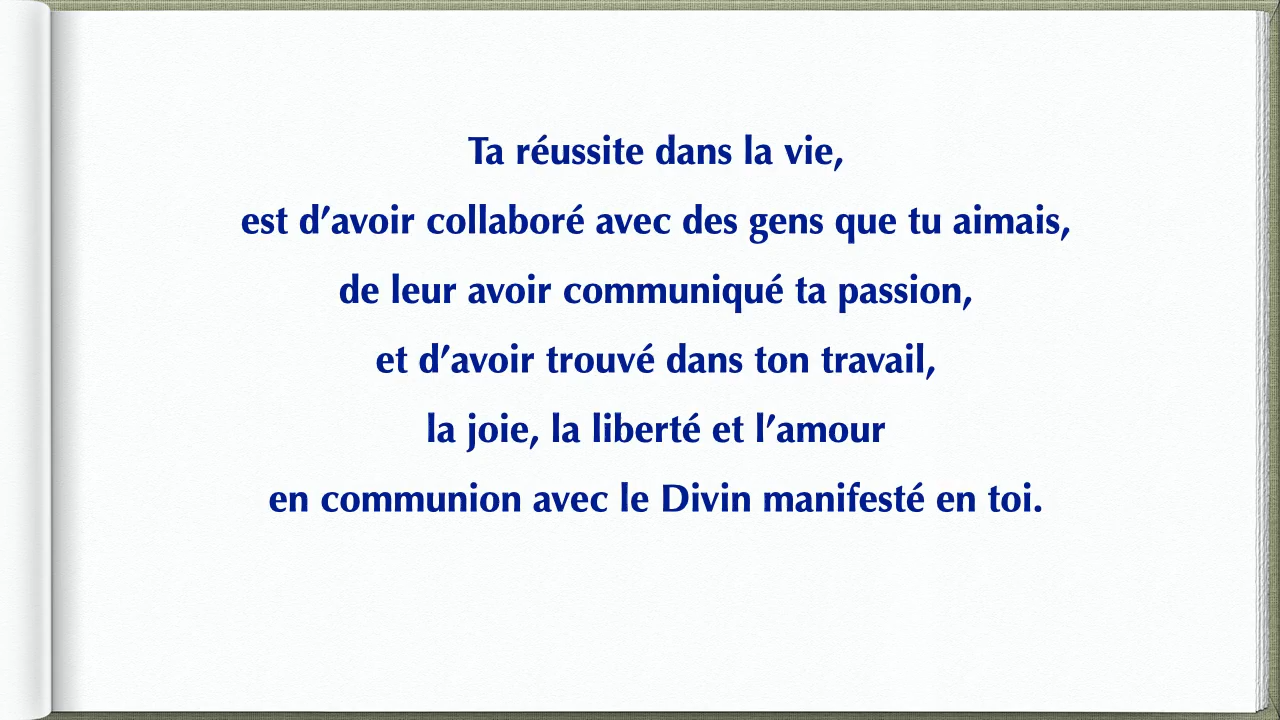 Ta réussite dans la vie,
est d’avoir collaboré avec des gens que tu aimais,
de leur avoir communiqué ta passion,
et d’avoir trouvé dans ton travail,
la joie, la liberté et l’amour
en communion avec le Divin manifesté en toi.